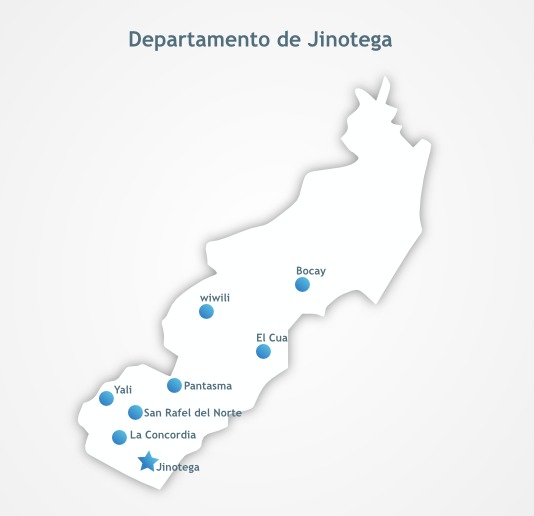 Departamento de Jinotega
Bocay
wiwili
El Cua
Pantasma
Yali
San Rafel del Norte
La Concordia
Jinotega